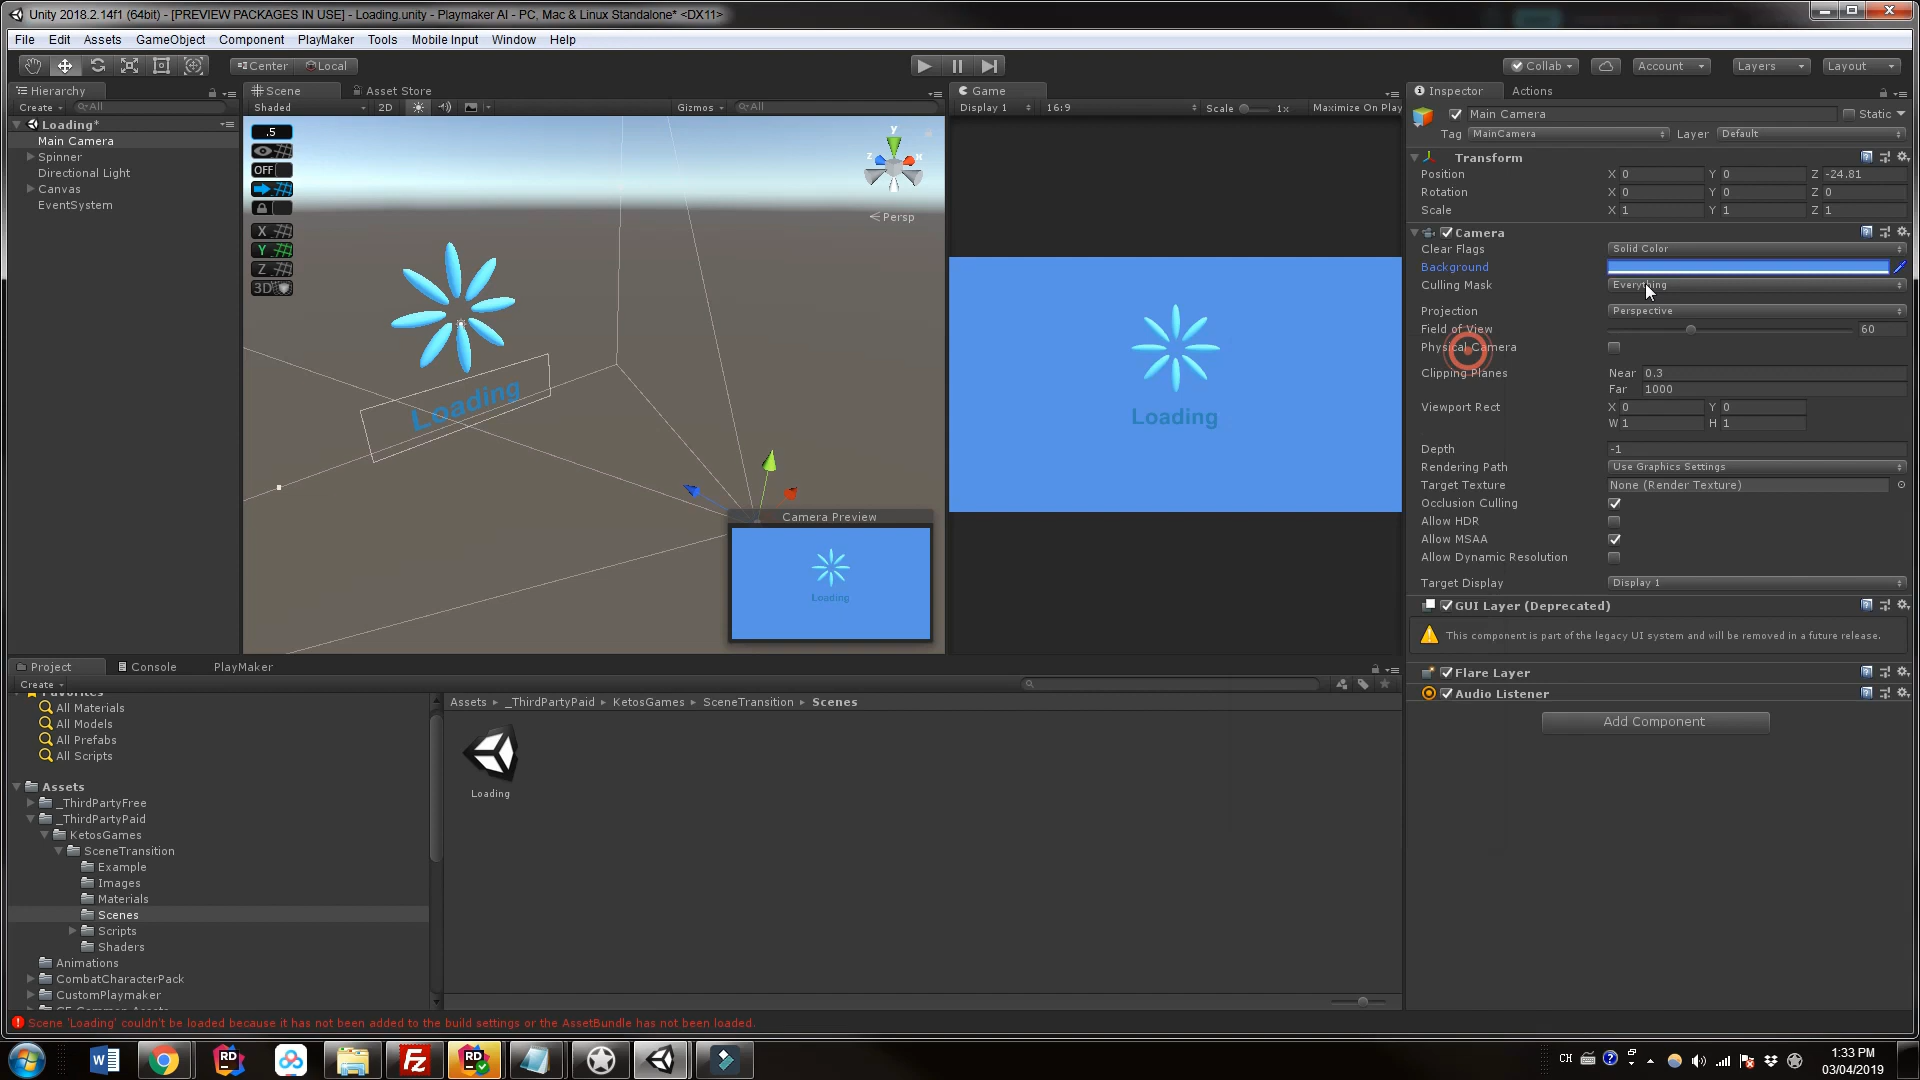 Unity 2018.2.14f1 (64bit) - [PREVIEW PACKAGES IN USE] - Loading.unity - Playmaker AI - PC, Mac & Linux Standalone* <DX11>
File Edit Assets GameObject Component PlayMaker Tools Mobile Input Window Help
Center Local Collab Account Layers Layout
Hierarchy Scene Asset Store Game Inspector Actions
Create All Shaded 2D Gizmos All Display 1 16:9 Scale 1x Maximize On Play
Main Camera Static
Tag MainCamera Layer Default
Loading*
Main Camera
Spinner
Directional Light
Canvas
EventSystem
.5
OFF
X
Y
Z
3D
y
x
z
Persp
Loading
Camera Preview
Loading
Loading
Transform
Position X 0 Y 0 Z -24.81
Rotation X 0 Y 0 Z 0
Scale X 1 Y 1 Z 1
Camera
Clear Flags Solid Color
Background
Culling Mask Everything
Projection Perspective
Field of View 60
Physical Camera
Clipping Planes Near 0.3
Far 1000
Viewport Rect X 0 Y 0
W 1 H 1
Depth -1
Rendering Path Use Graphics Settings
Target Texture None (Render Texture)
Occlusion Culling
Allow HDR
Allow MSAA
Allow Dynamic Resolution
Target Display Display 1
GUI Layer (Deprecated)
This component is part of the legacy UI system and will be removed in a future release.
Flare Layer
Audio Listener
Add Component
Project Console PlayMaker
Create
Favorites
All Materials
All Models
All Prefabs
All Scripts
Assets
_ThirdPartyFree
_ThirdPartyPaid
KetosGames
SceneTransition
Example
Images
Materials
Scenes
Scripts
Shaders
Animations
CombatCharacterPack
CustomPlaymaker
Assets _ThirdPartyPaid KetosGames SceneTransition Scenes
Loading
Scene 'Loading' couldn't be loaded because it has not been added to the build settings or the AssetBundle has not been loaded.
W RD Fz RD
CH
1:33 PM
03/04/2019